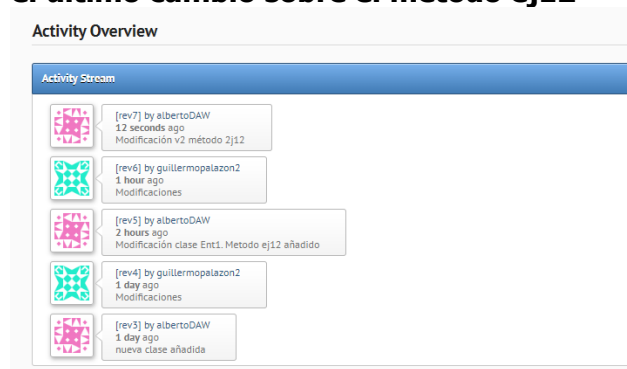 el último cambio sobre el método ej12
Activity Overview
Activity Stream
[rev7] by albertoDAW
12 seconds ago
Modificación v2 método 2j12
[rev6] by guillermopalazon2
1 hour ago
Modificaciones
[rev5] by albertoDAW
2 hours ago
Modificación clase Ent1. Metodo ej12 añadido
[rev4] by guillermopalazon2
1 day ago
Modificaciones
[rev3] by albertoDAW
1 day ago
nueva clase añadida